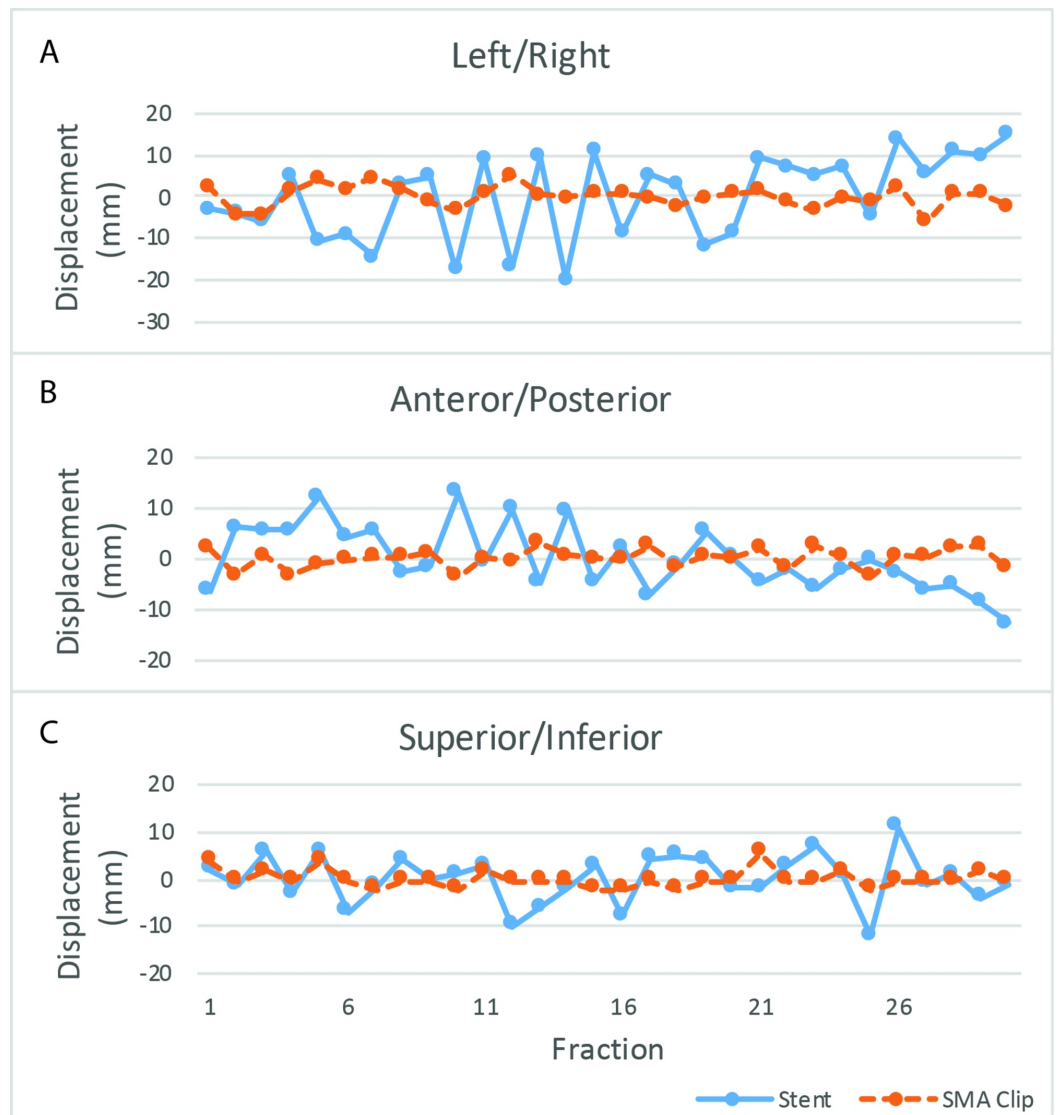 A
Left/Right
Displacement
(mm)
20
10
0
-10
-20
-30
B
Anteror/Posterior
Displacement
(mm)
20
10
0
-10
-20
C
Superior/Inferior
Displacement
(mm)
20
10
0
-10
-20
1 6 11 16 21 26
Fraction
Stent SMA Clip